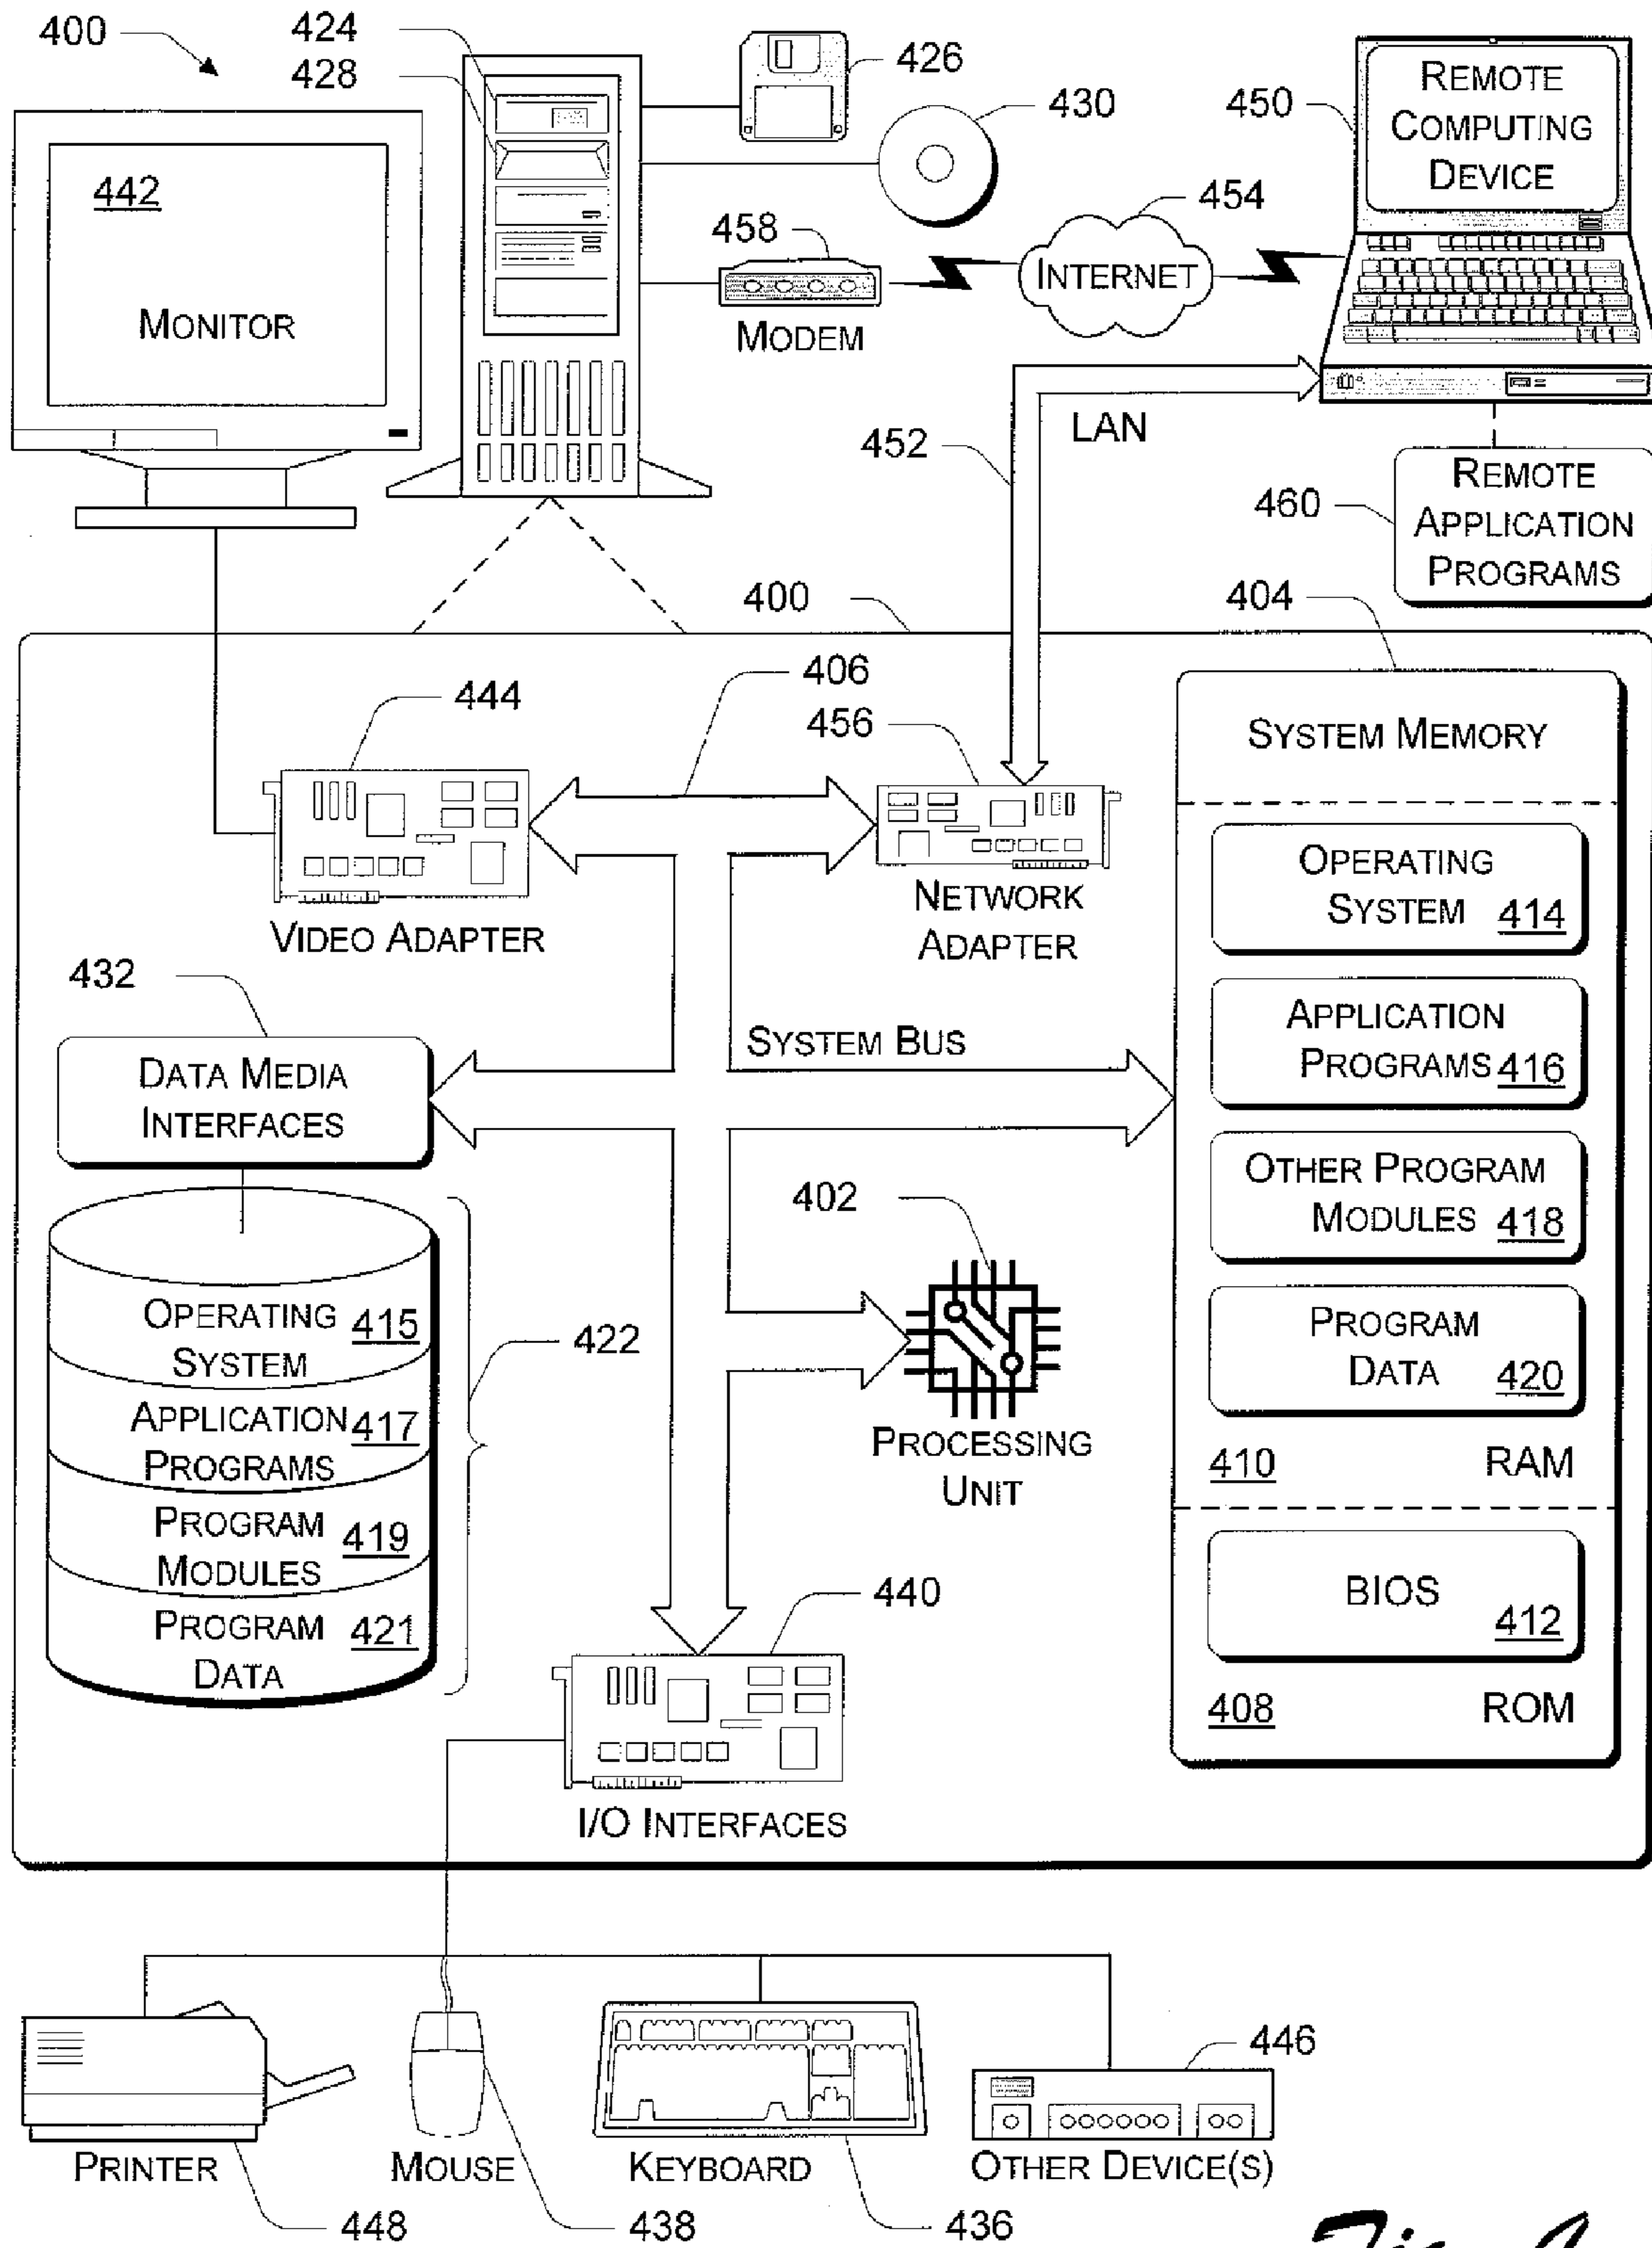 400
424
428
426
430
450
REMOTE
COMPUTING
DEVICE
442
MONITOR
458
MODEM
454
INTERNET
LAN
452
460
REMOTE
APPLICATION
PROGRAMS
400
404
406
444
456
SYSTEM MEMORY
VIDEO ADAPTER
NETWORK
ADAPTER
OPERATING
SYSTEM 414
432
DATA MEDIA
INTERFACES
SYSTEM BUS
APPLICATION
PROGRAMS 416
OTHER PROGRAM
MODULES 418
402
PROCESSING
UNIT
PROGRAM
DATA 420
410 RAM
OPERATING 415
SYSTEM
APPLICATION 417
PROGRAMS
PROGRAM 419
MODULES
PROGRAM 421
DATA
422
440
I/O INTERFACES
BIOS
412
408 ROM
PRINTER
448
MOUSE
438
KEYBOARD
436
446
OTHER DEVICE(S)